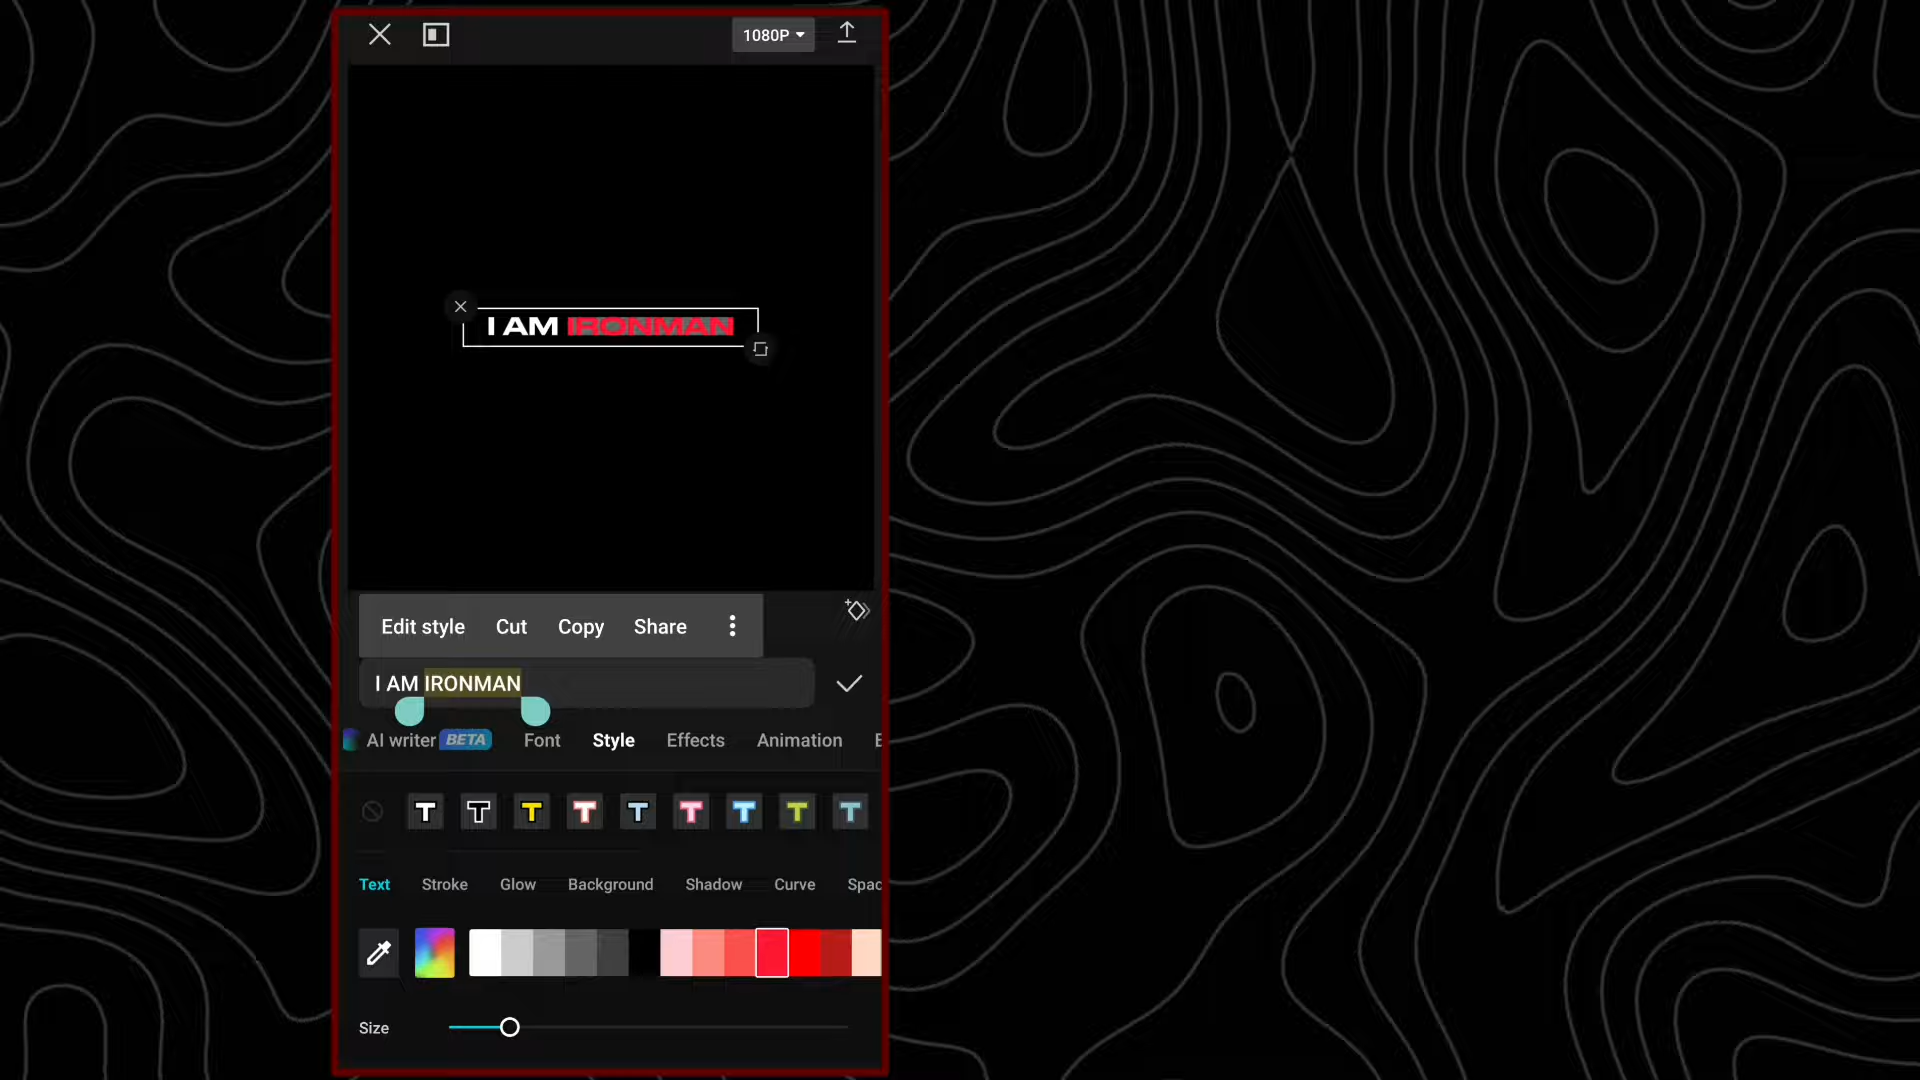 1080P
I AM IRONMAN
Edit style Cut Copy Share
I AM IRONMAN
AI writer BETA Font Style Effects Animation
T T T T T T T T T
Text Stroke Glow Background Shadow Curve Spac
Size